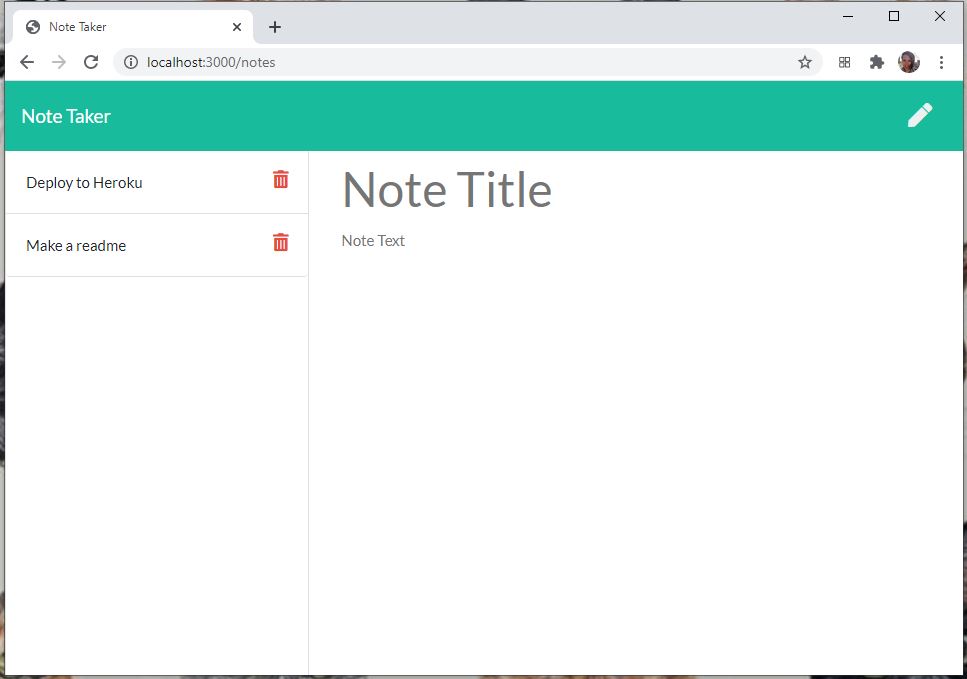 Note Taker
localhost:3000/notes
Note Taker
Deploy to Heroku
Make a readme
Note Title
Note Text